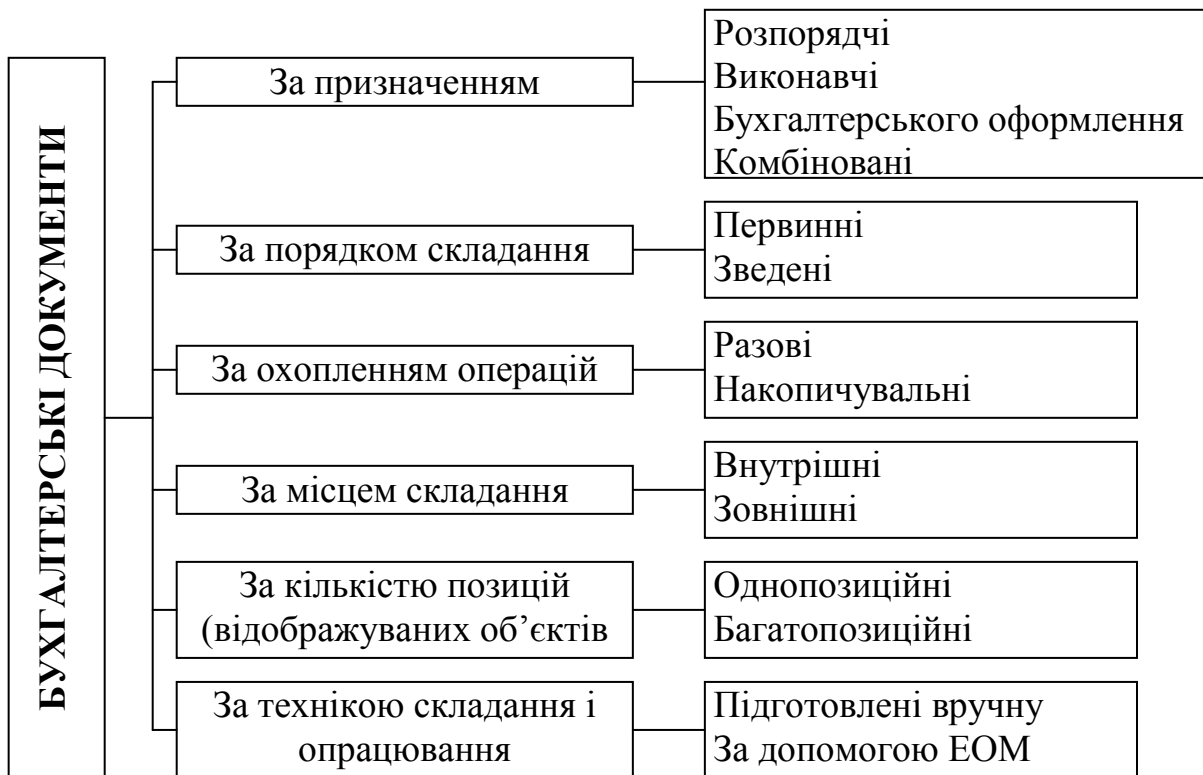 БУХГАЛТЕРСЬКІ ДОКУМЕНТИ
За призначенням
Розпорядчі
Виконавчі
Бухгалтерського оформлення
Комбіновані
За порядком складання
Первинні
Зведені
За охопленням операцій
Разові
Накопичувальні
За місцем складання
Внутрішні
Зовнішні
За кількістю позицій
(відображуваних об’єктів
Однопозиційні
Багатопозиційні
За технікою складання і
опрацювання
Підготовлені вручну
За допомогою ЕОМ